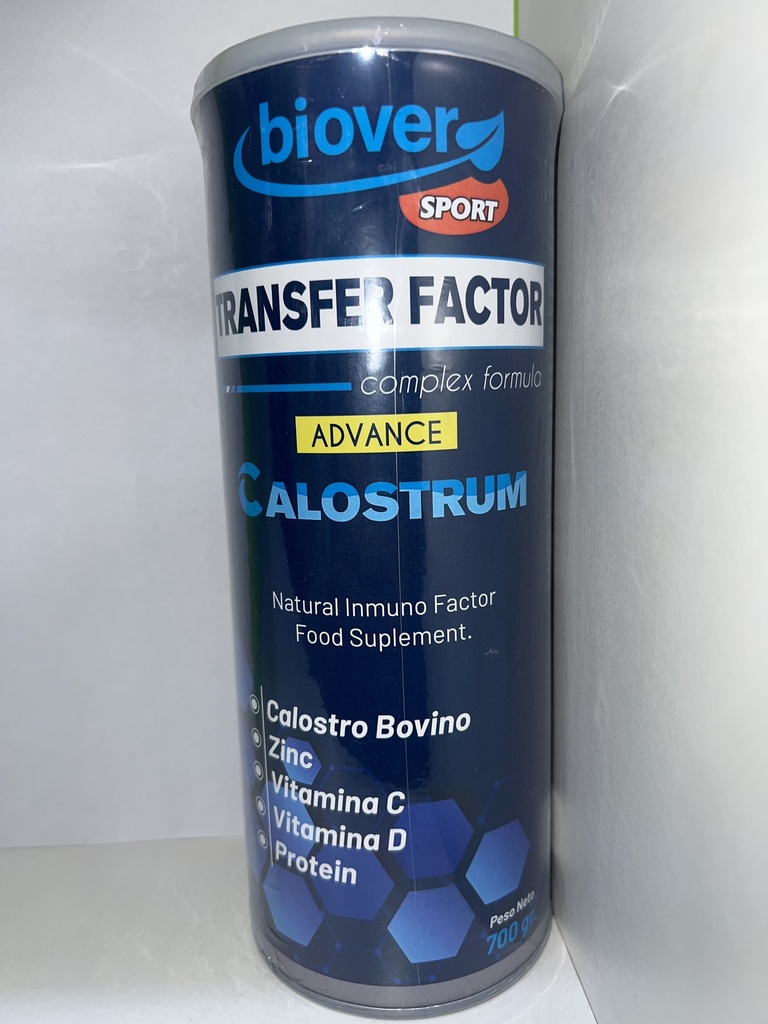 biover
SPORT
TRANSFER FACTOR
complex formula
ADVANCE
CALOSTRUM
Natural Inmuno Factor
Food Suplement.
Calostro Bovino
Zinc
Vitamina C
Vitamina D
Protein
Peso Neto
700 gr.